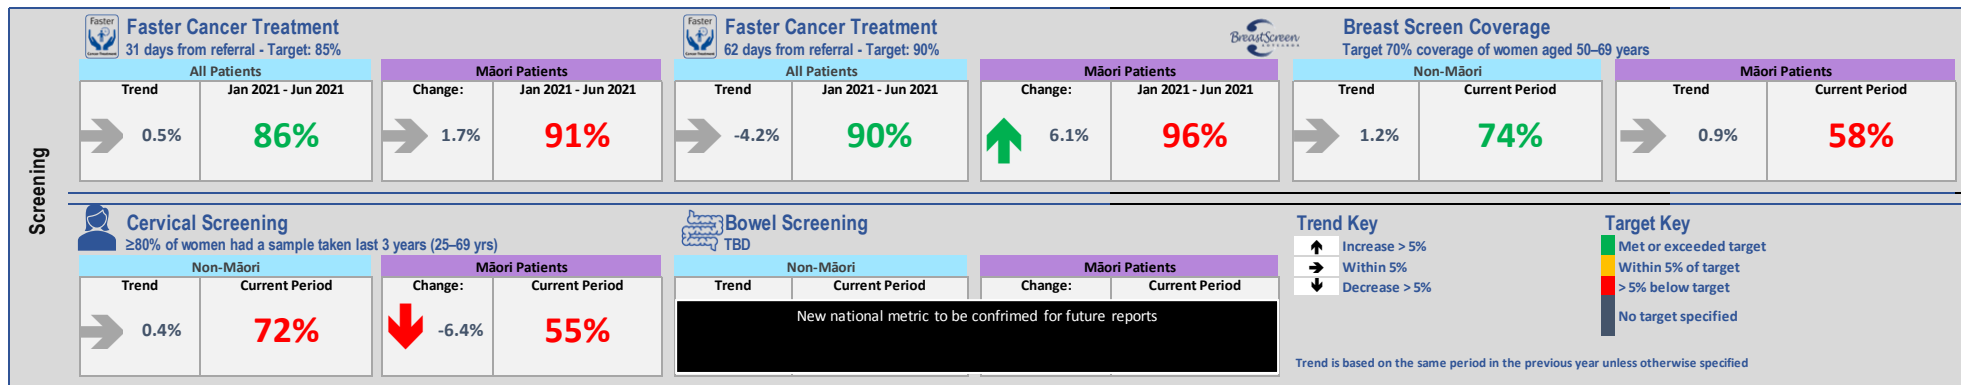 Screening
Faster
Cancer Treatment
Faster Cancer Treatment
31 days from referral - Target: 85%
All Patients
Māori Patients
Trend
Jan 2021 - Jun 2021
Change:
Jan 2021 - Jun 2021
0.5%
86%
1.7%
91%
Faster
Cancer Treatment
Faster Cancer Treatment
62 days from referral - Target: 90%
All Patients
Māori Patients
Trend
Jan 2021 - Jun 2021
Change:
Jan 2021 - Jun 2021
-4.2%
90%
6.1%
96%
BreastScreen
AOTEAROA
Breast Screen Coverage
Target 70% coverage of women aged 50–69 years
Non-Māori
Māori Patients
Trend
Current Period
Trend
Current Period
1.2%
74%
0.9%
58%
Cervical Screening
≥80% of women had a sample taken last 3 years (25–69 yrs)
Non-Māori
Māori Patients
Trend
Current Period
Change:
Current Period
0.4%
72%
-6.4%
55%
Bowel Screening
TBD
Non-Māori
Māori Patients
Trend
Current Period
Change:
Current Period
New national metric to be confrimed for future reports
Trend Key
Increase > 5%
Within 5%
Decrease > 5%
Target Key
Met or exceeded target
Within 5% of target
> 5% below target
No target specified
Trend is based on the same period in the previous year unless otherwise specified